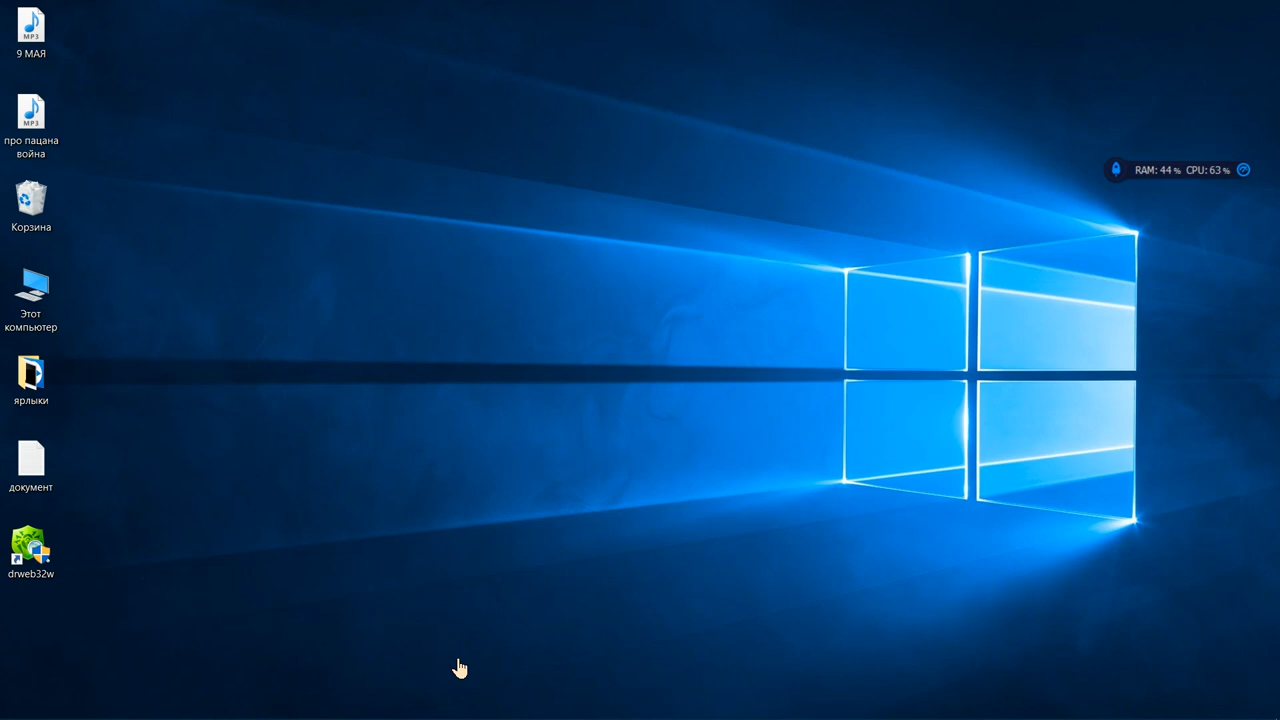 MP3
9 МАЯ
MP3
про пацана
война
Корзина
Этот
компьютер
ярлыки
документ
drweb32w
RAM: 44 % CPU: 63 %